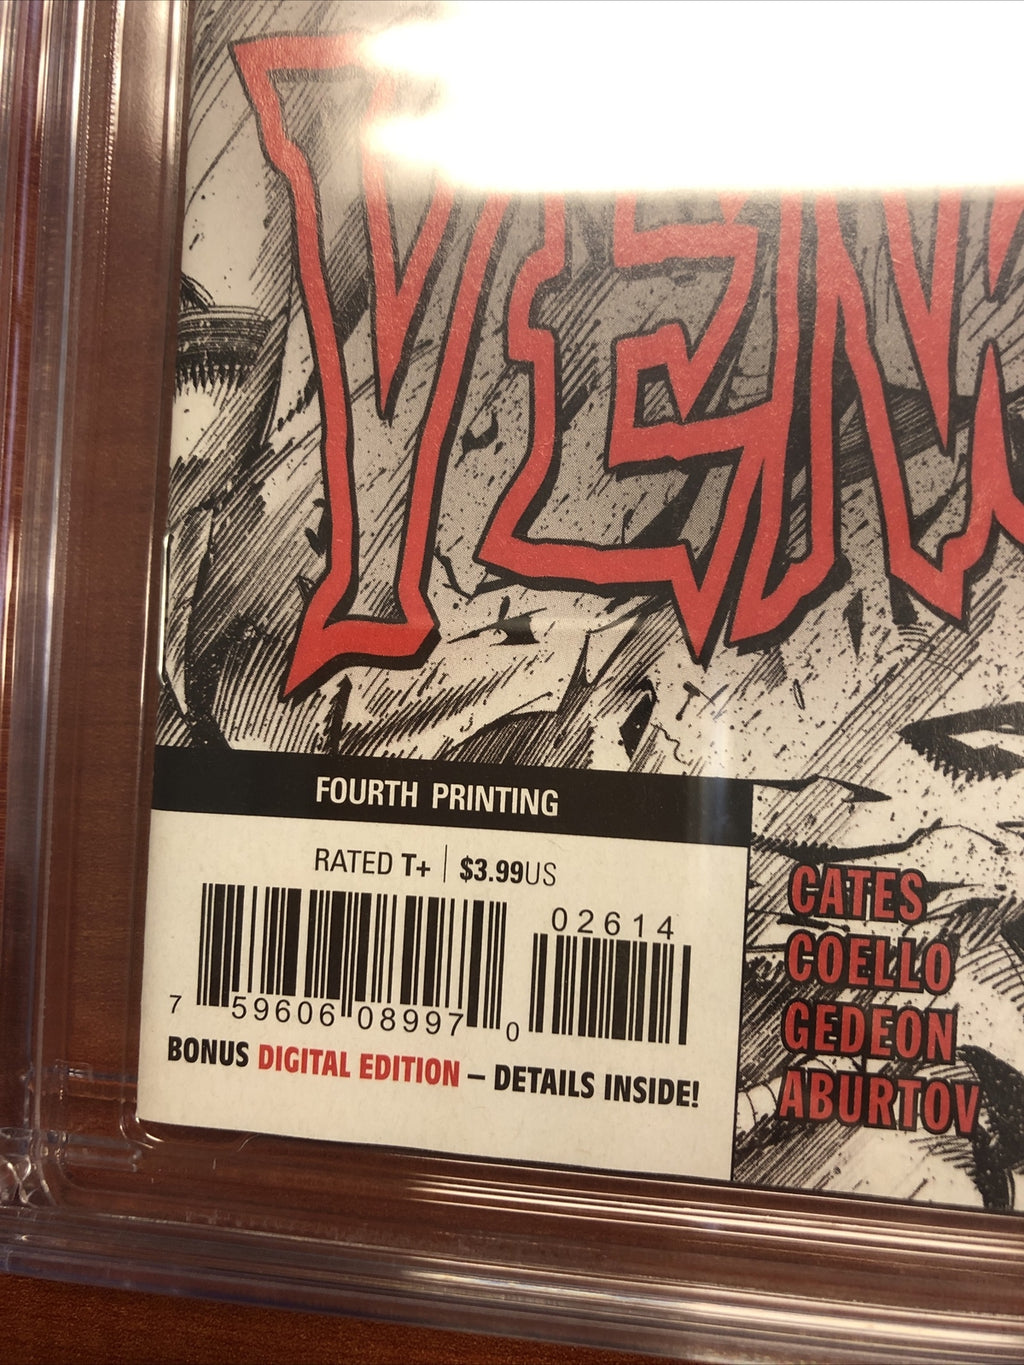 VEN
FOURTH PRINTING
RATED T+ | $3.99US
02614
7 59606 08997 0
BONUS DIGITAL EDITION – DETAILS INSIDE!
CATES
COELLO
GEDEON
ABURTOV